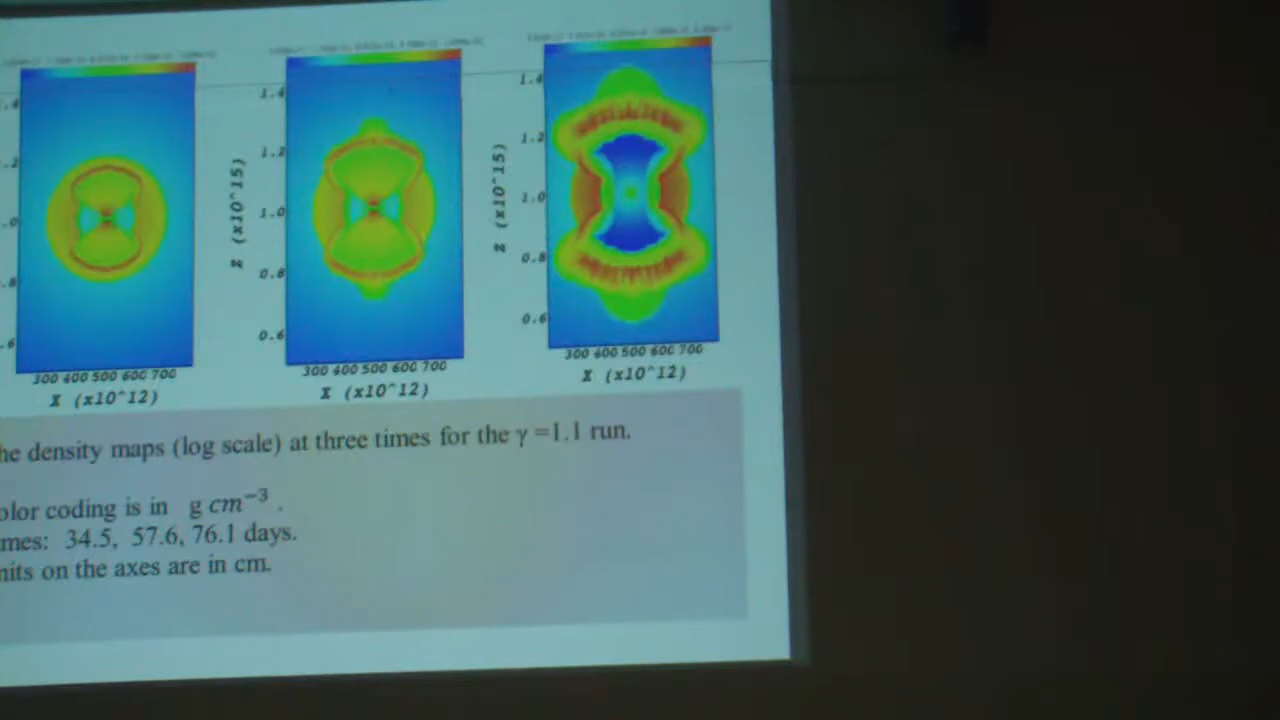 1.4
1.2
1.0
0.8
0.6
Z (x10^15)
300 400 500 600 700
X (x10^12)
1.4
1.2
1.0
0.8
0.6
Z (x10^15)
300 400 500 600 700
X (x10^12)
300 400 500 600 700
X (x10^12)
he density maps (log scale) at three times for the γ =1.1 run.
olor coding is in g cm⁻³ .
mes: 34.5, 57.6, 76.1 days.
nits on the axes are in cm.